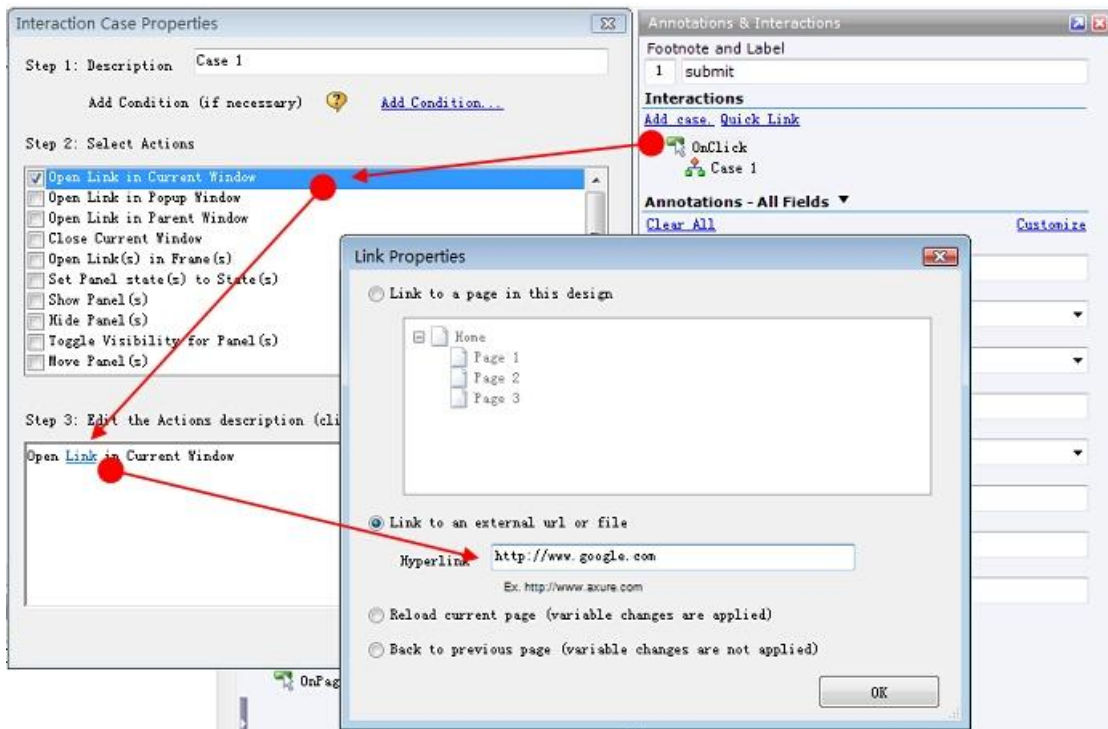 Interaction Case Properties
Step 1: Description Case 1
Add Condition (if necessary) Add Condition...
Step 2: Select Actions
Open Link in Current Window
Open Link in Popup Window
Open Link in Parent Window
Close Current Window
Open Link(s) in Frame(s)
Set Panel state(s) to State(s)
Show Panel(s)
Hide Panel(s)
Toggle Visibility for Panel(s)
Move Panel(s)
Step 3: Edit the Actions description (cli
Open Link in Current Window
Annotations & Interactions
Footnote and Label
1 submit
Interactions
Add case. Quick Link
OnClick
Case 1
Annotations - All Fields
Clear All Customize
Link Properties
Link to a page in this design
Home
Page 1
Page 2
Page 3
Link to an external url or file
Hyperlink http://www.google.com
Ex. http://www.axure.com
Reload current page (variable changes are applied)
Back to previous page (variable changes are not applied)
OK
OnPag